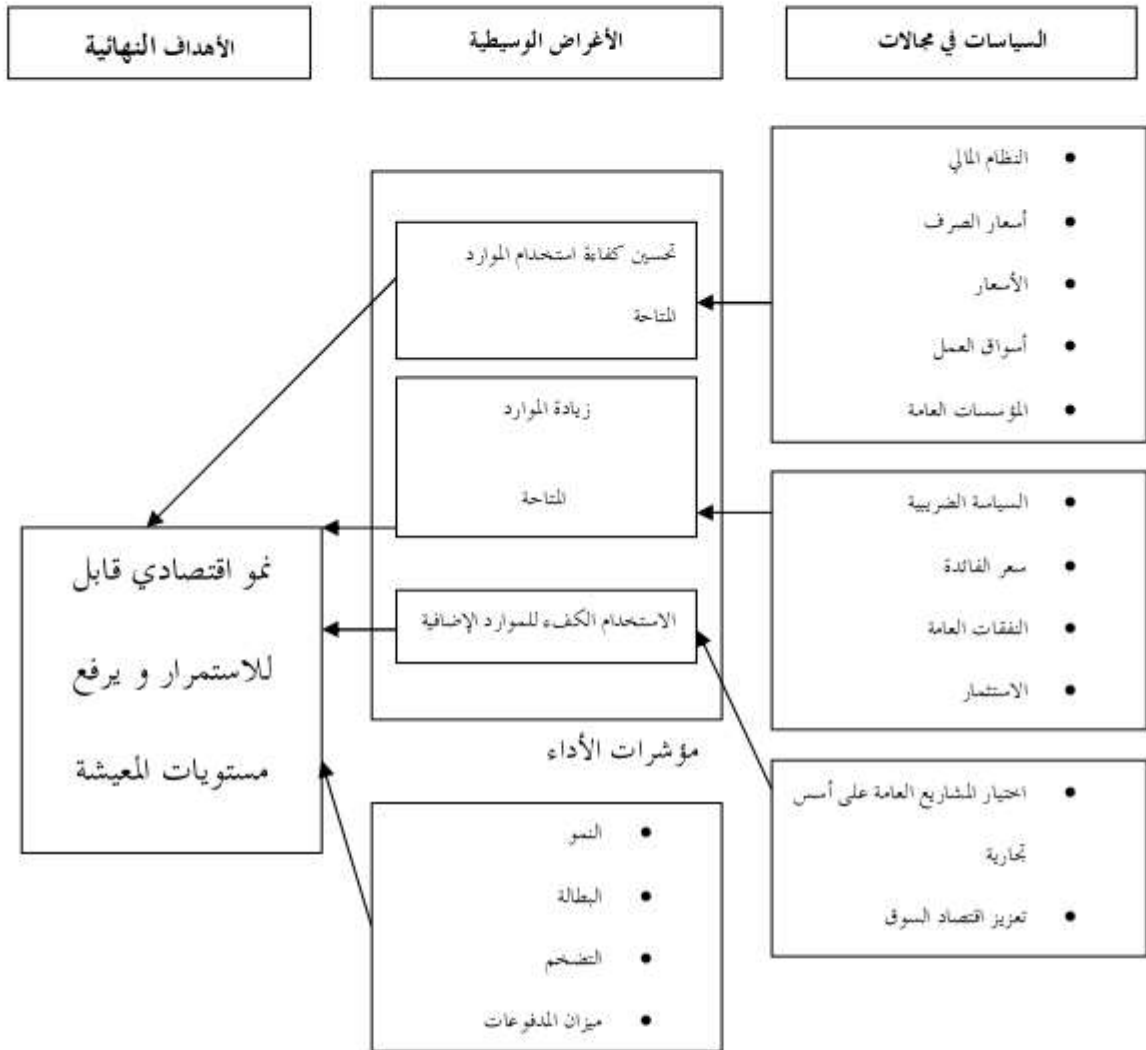 السياسات في مجالات
الأغراض الوسيطية
الأهداف النهائية
• النظام المالي
• أسعار الصرف
• الأسعار
• أسواق العمل
• المؤسسات العامة
تحسين كفاءة استخدام الموارد
المتاحة
زيادة الموارد
المتاحة
• السياسة الضريبية
• سعر الفائدة
• النفقات العامة
• الاستثمار
الاستخدام الكفء للموارد الإضافية
نمو اقتصادي قابل
للاستمرار و يرفع
مستويات المعيشة
مؤشرات الأداء
• اختيار المشاريع العامة على أسس
تجارية
• تعزيز اقتصاد السوق
• النمو
• البطالة
• التضخم
• ميزان المدفوعات